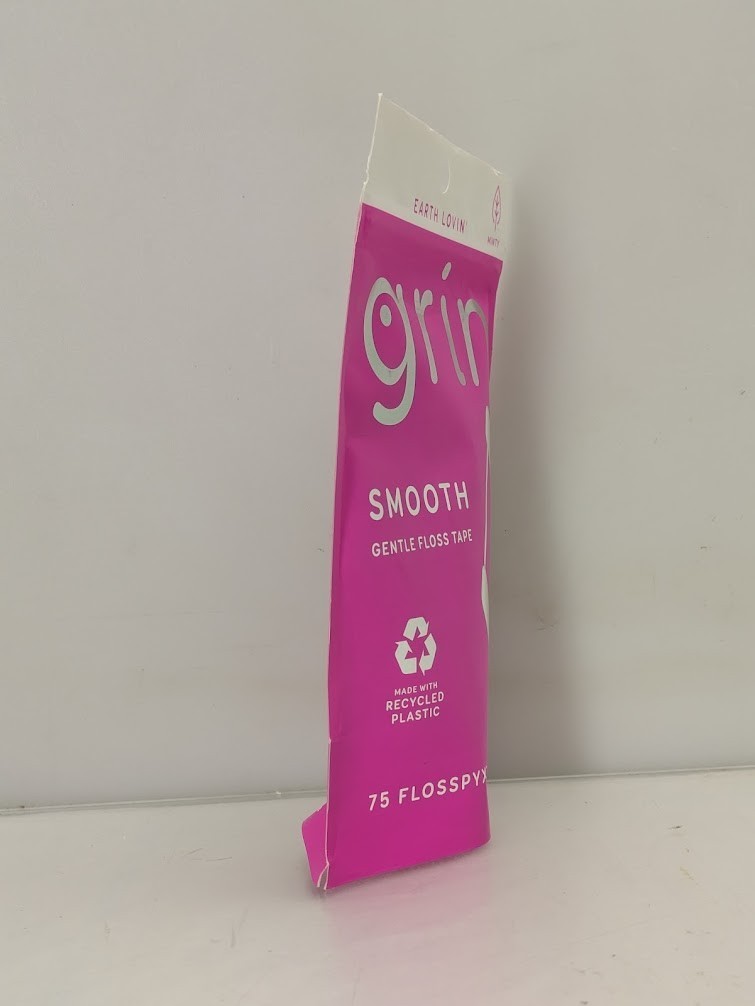 EARTH LOVIN'
MINTY
grin
SMOOTH
GENTLE FLOSS TAPE
MADE WITH
RECYCLED
PLASTIC
75 FLOSSPYX